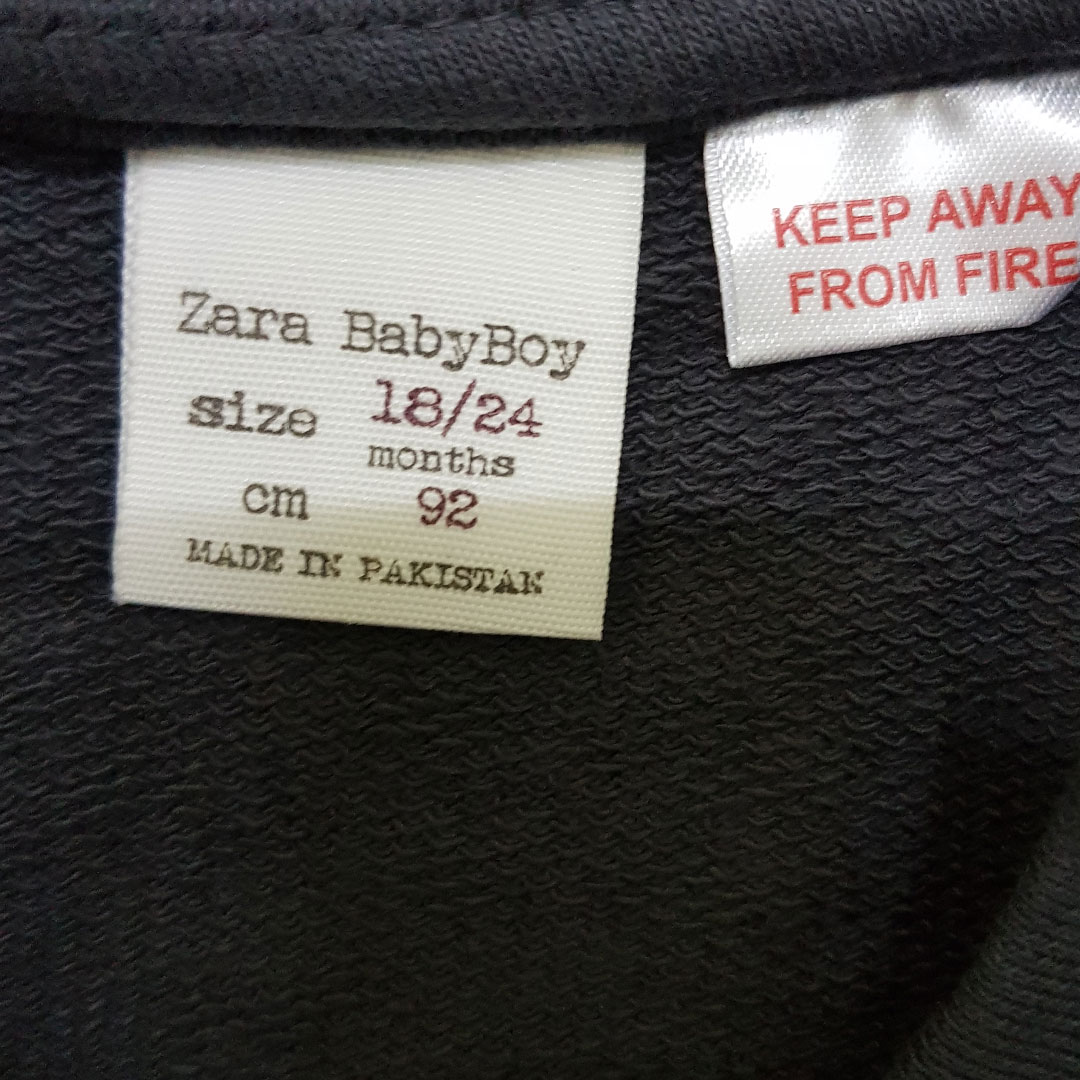 Zara BabyBoy
size 18/24
months
cm 92
MADE IN PAKISTAN
KEEP AWAY
FROM FIRE